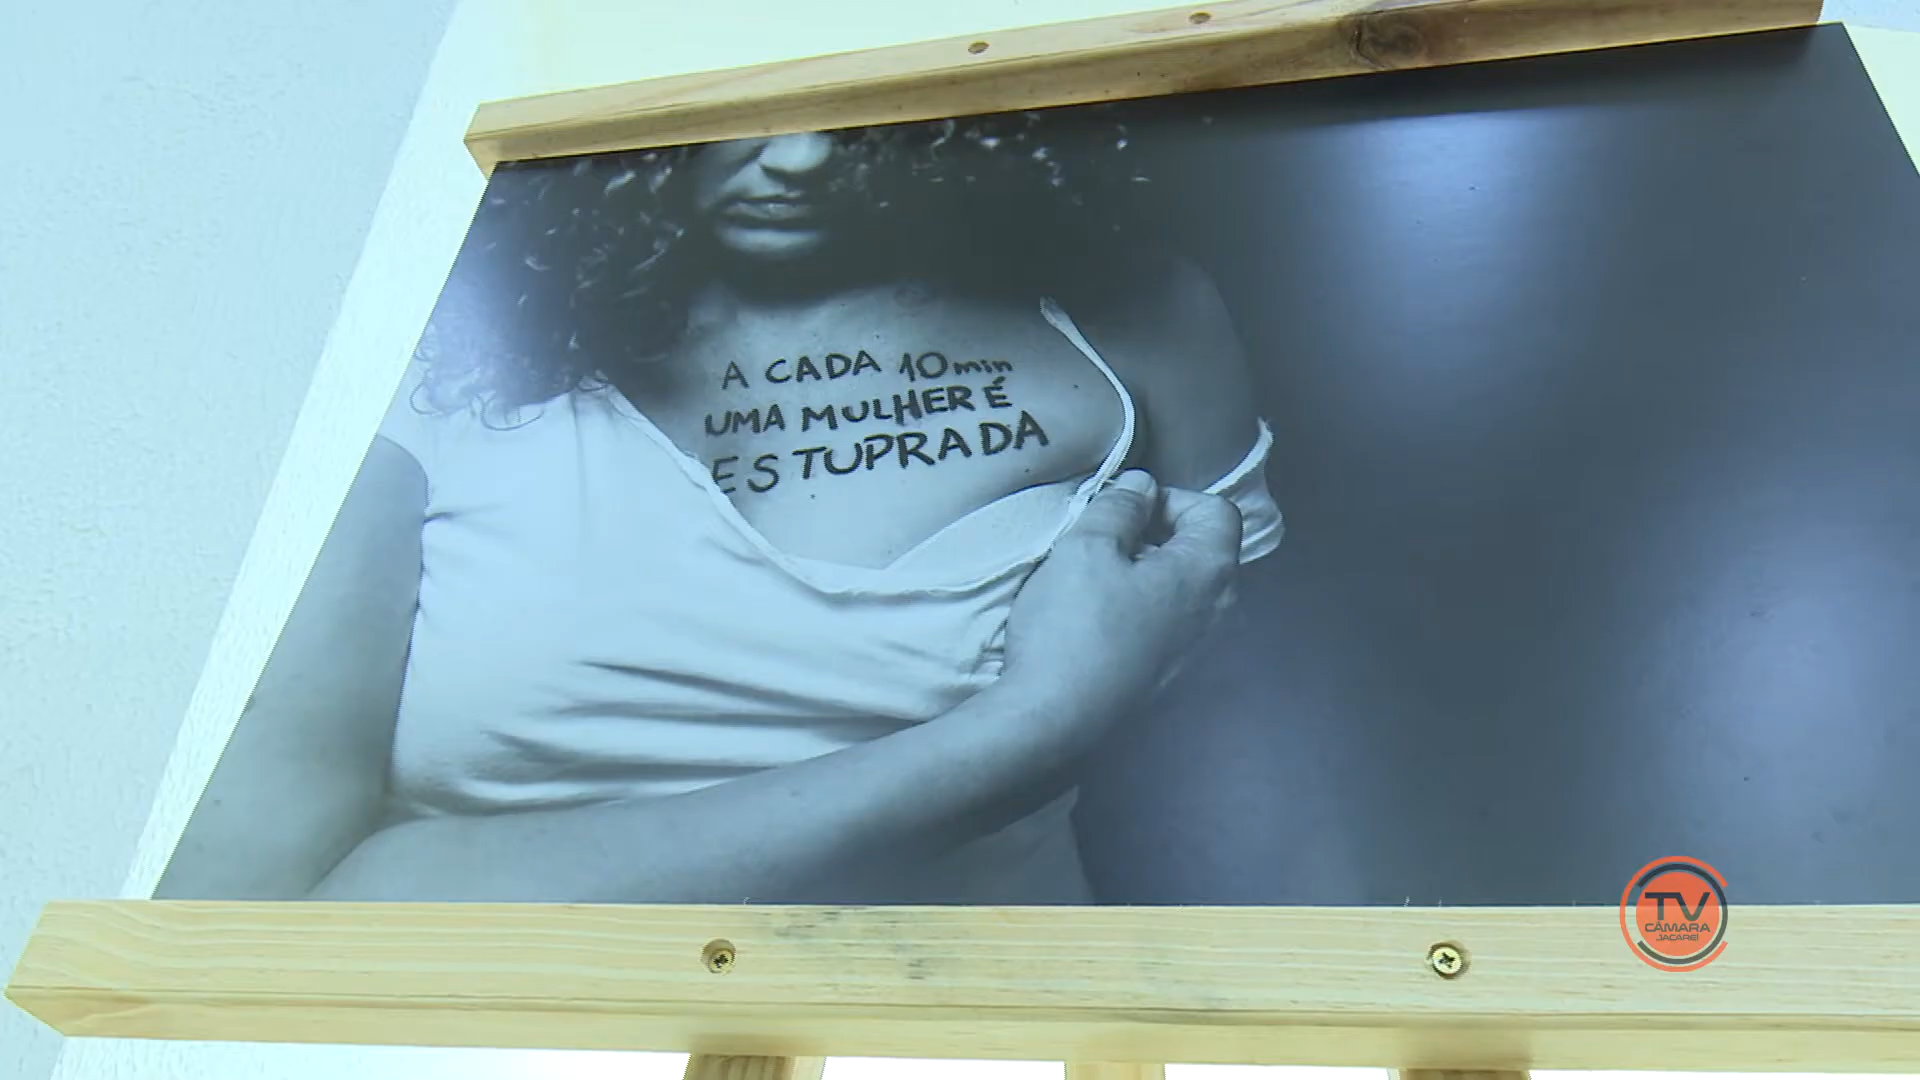 A CADA 10min
UMA MULHER É
ESTUPRADA
TV
CÂMARA
JACAREÍ